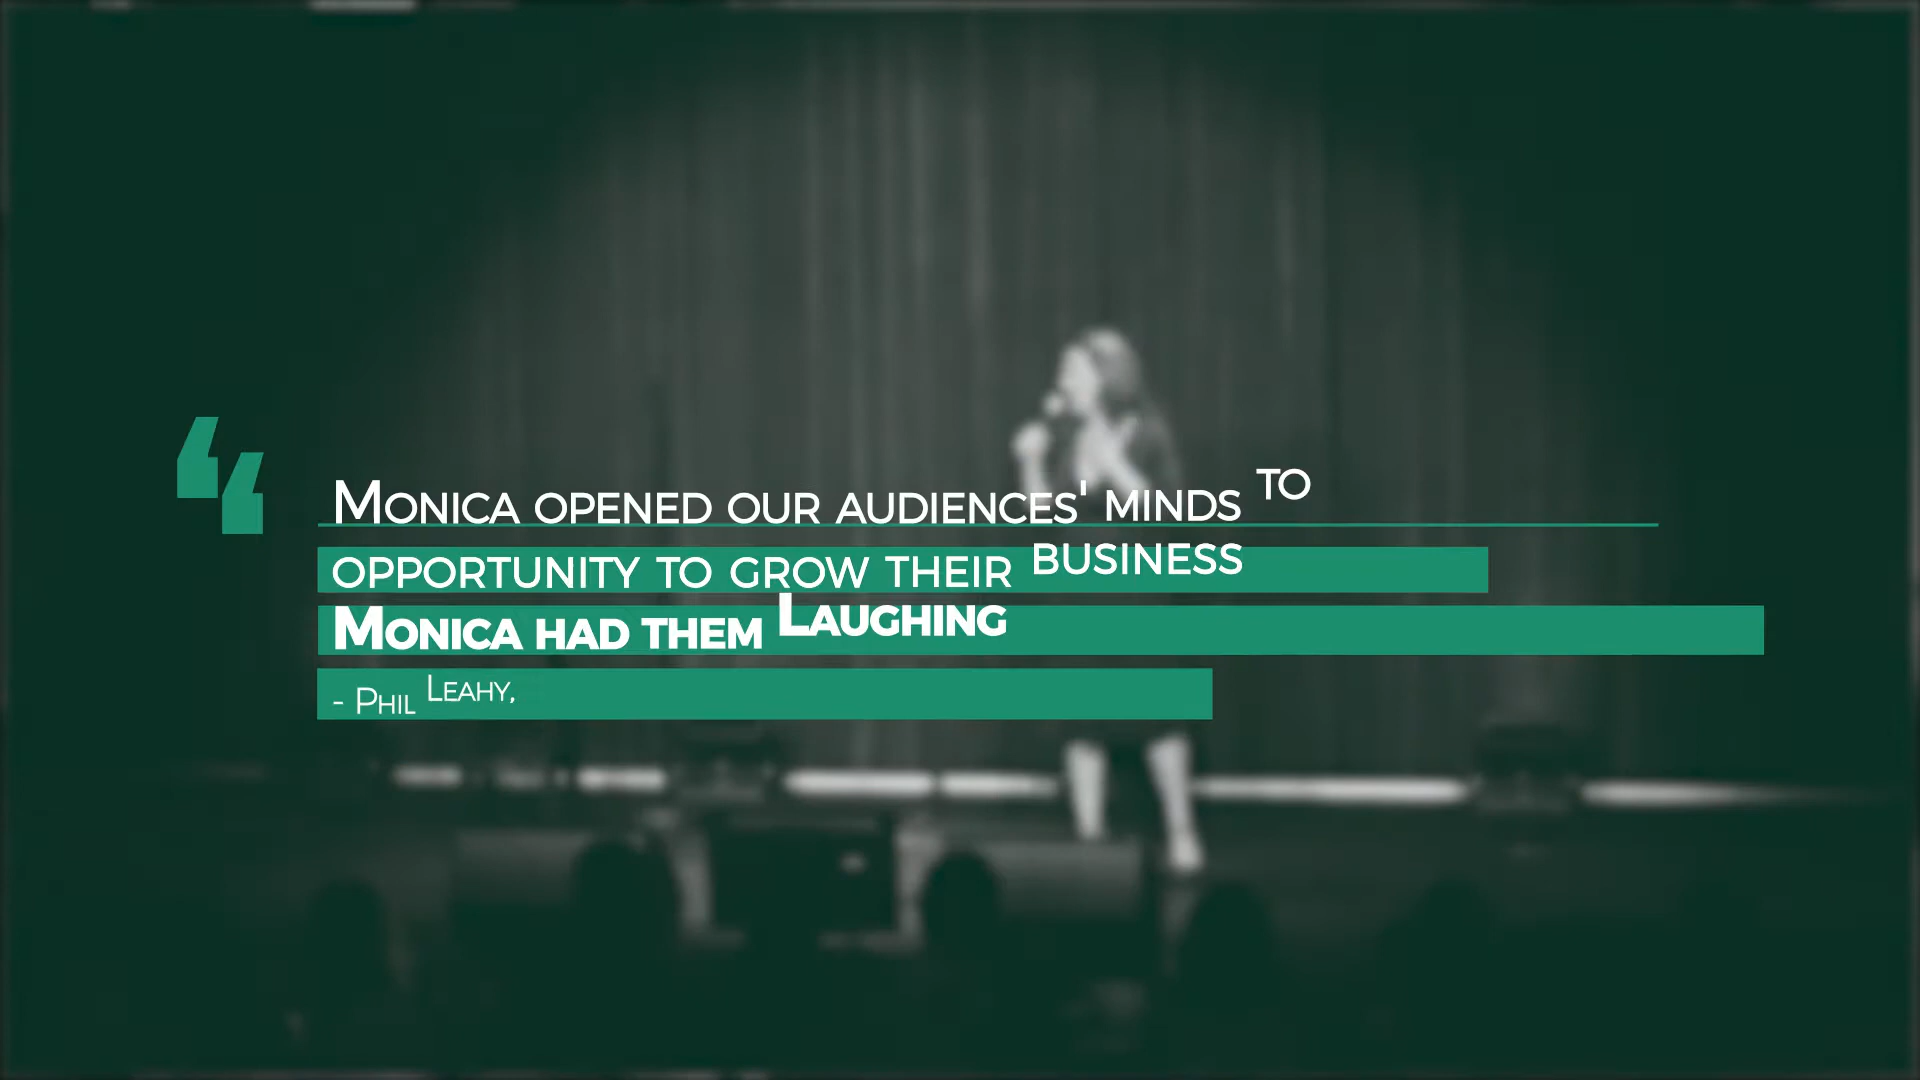 Monica opened our audiences' minds to
opportunity to grow their business
Monica had them Laughing
- Phil Leahy,